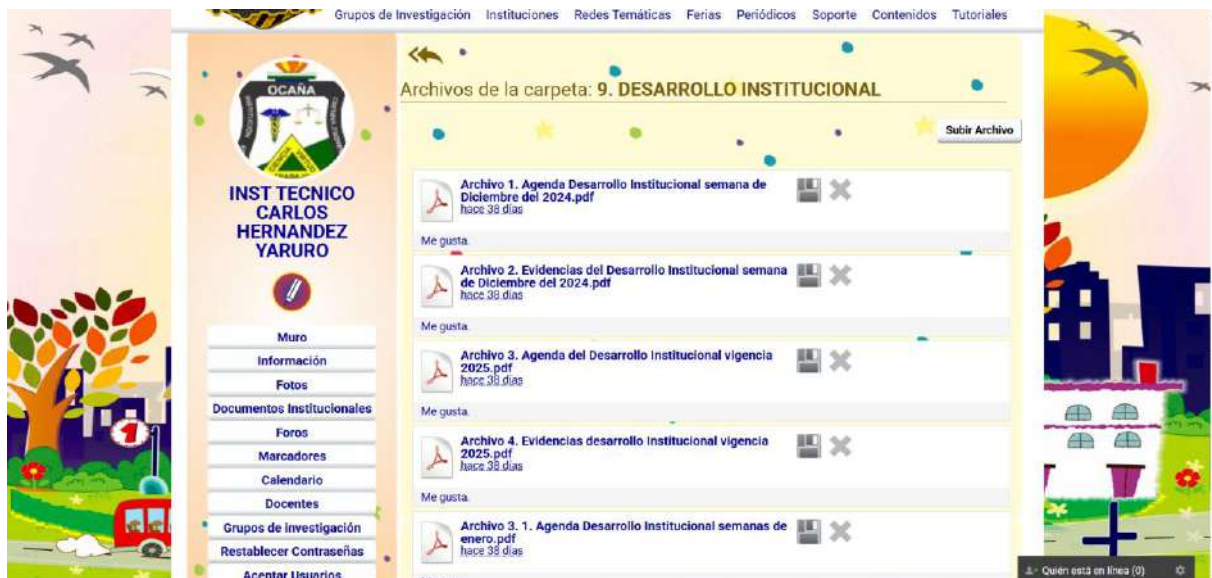 Grupos de Investigación Instituciones Redes Temáticas Ferias Periódicos Soporte Contenidos Tutoriales
OCAÑA
INST TECNICO
CARLOS
HERNANDEZ
YARURO
Muro
Información
Fotos
Documentos Institucionales
Foros
Marcadores
Calendario
Docentes
Grupos de investigación
Restablecer Contraseñas
Aceptar Usuarios
Archivos de la carpeta: 9. DESARROLLO INSTITUCIONAL
Subir Archivo
Archivo 1. Agenda Desarrollo Institucional semana de
Diciembre del 2024.pdf
hace 38 días
Me gusta.
Archivo 2. Evidencias del Desarrollo Institucional semana
de Diciembre del 2024.pdf
hace 38 días
Me gusta.
Archivo 3. Agenda del Desarrollo Institucional vigencia
2025.pdf
hace 38 días
Me gusta.
Archivo 4. Evidencias desarrollo Institucional vigencia
2025.pdf
hace 38 días
Me gusta.
Archivo 3. 1. Agenda Desarrollo Institucional semanas de
enero.pdf
hace 38 días
1
Quién está en línea (0)